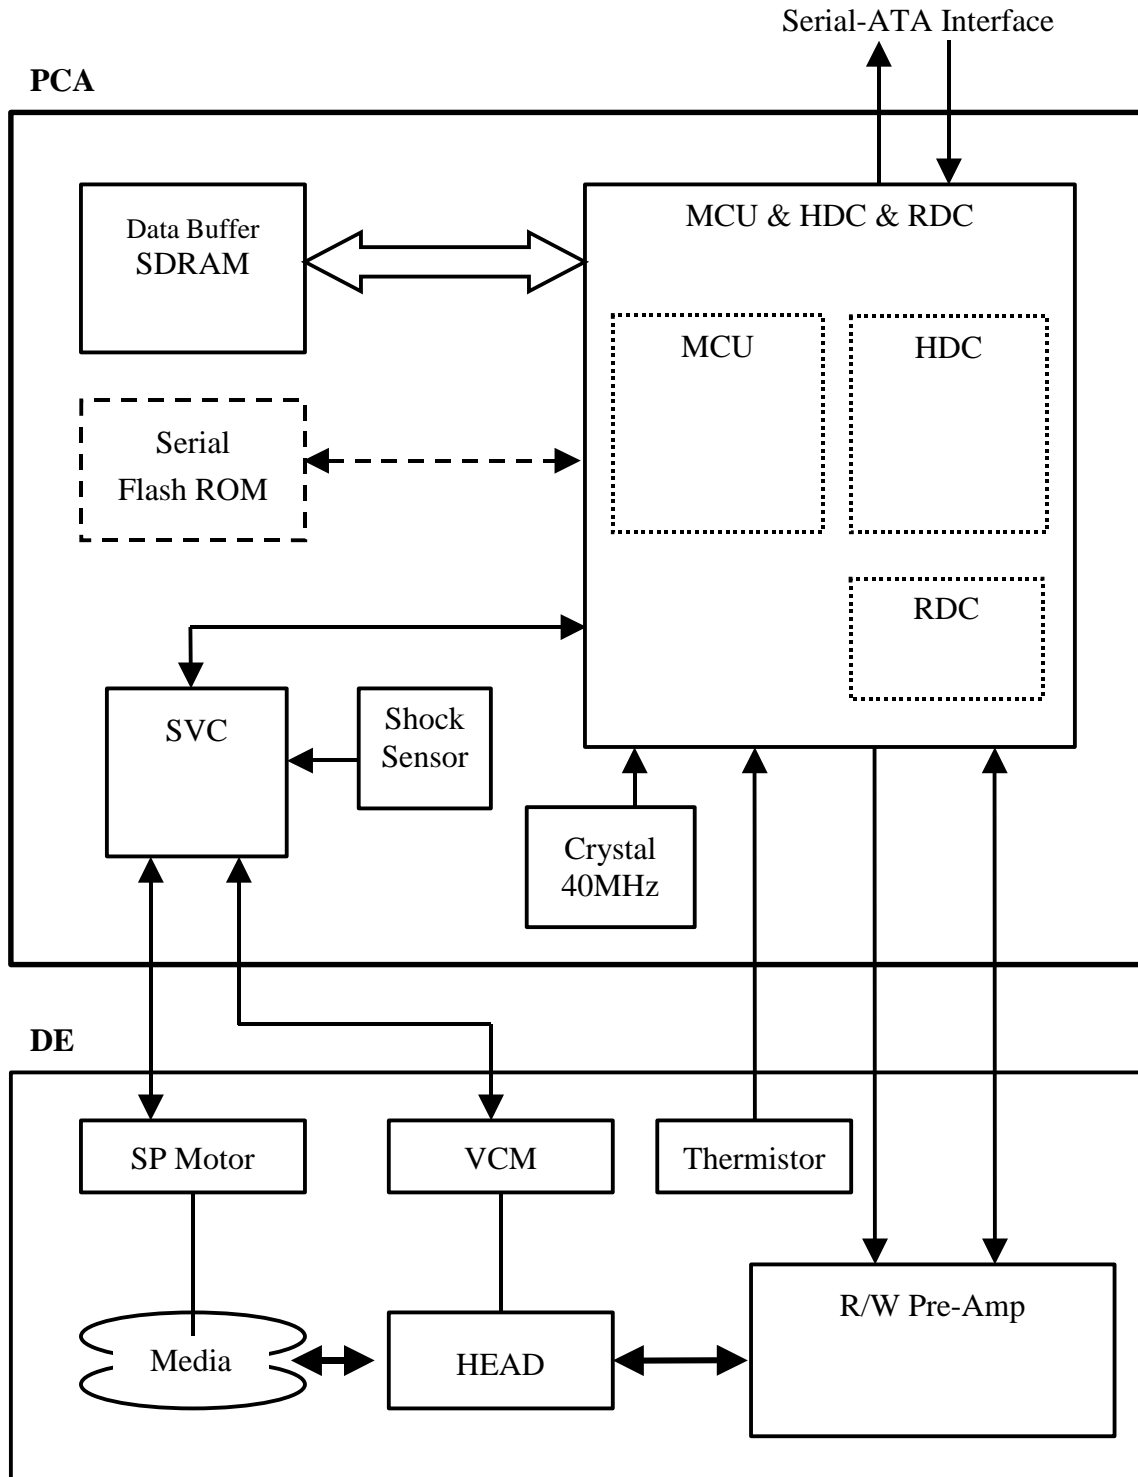 Serial-ATA Interface
PCA
Data Buffer
SDRAM
MCU & HDC & RDC
MCU
HDC
Serial
Flash ROM
RDC
SVC
Shock
Sensor
Crystal
40MHz
DE
SP Motor
VCM
Thermistor
R/W Pre-Amp
Media
HEAD